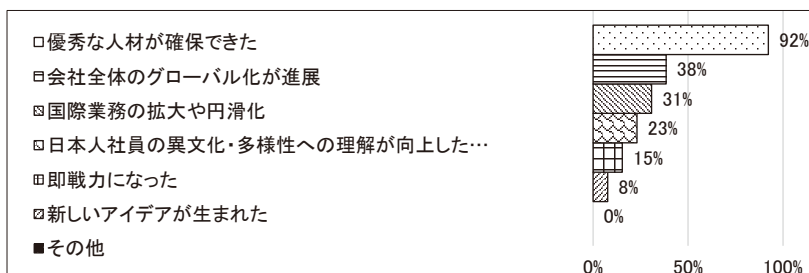 □優秀な人材が確保できた
92%
⊟会社全体のグローバル化が進展
38%
▧国際業務の拡大や円滑化
31%
日本人社員の異文化・多様性への理解が向上した…
23%
⊞即戦力になった
15%
▨新しいアイデアが生まれた
8%
■その他
0%
0% 50% 100%